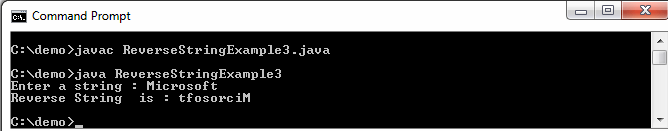 Command Prompt
C:\demo>javac ReverseStringExample3.java
C:\demo>java ReverseStringExample3
Enter a string : Microsoft
Reverse String  is : tfosorciM
C:\demo>_